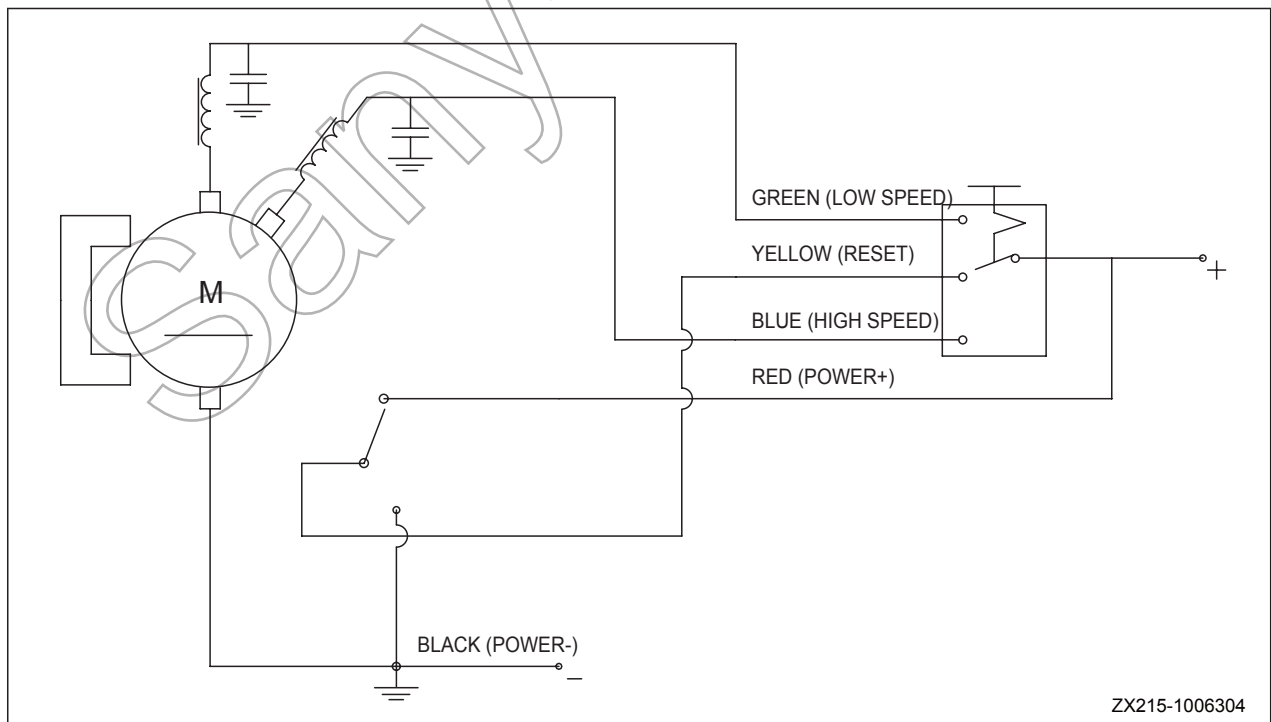 GREEN (LOW SPEED)
YELLOW (RESET)
+
M
BLUE (HIGH SPEED)
RED (POWER+)
BLACK (POWER-)
−
ZX215-1006304
Sany